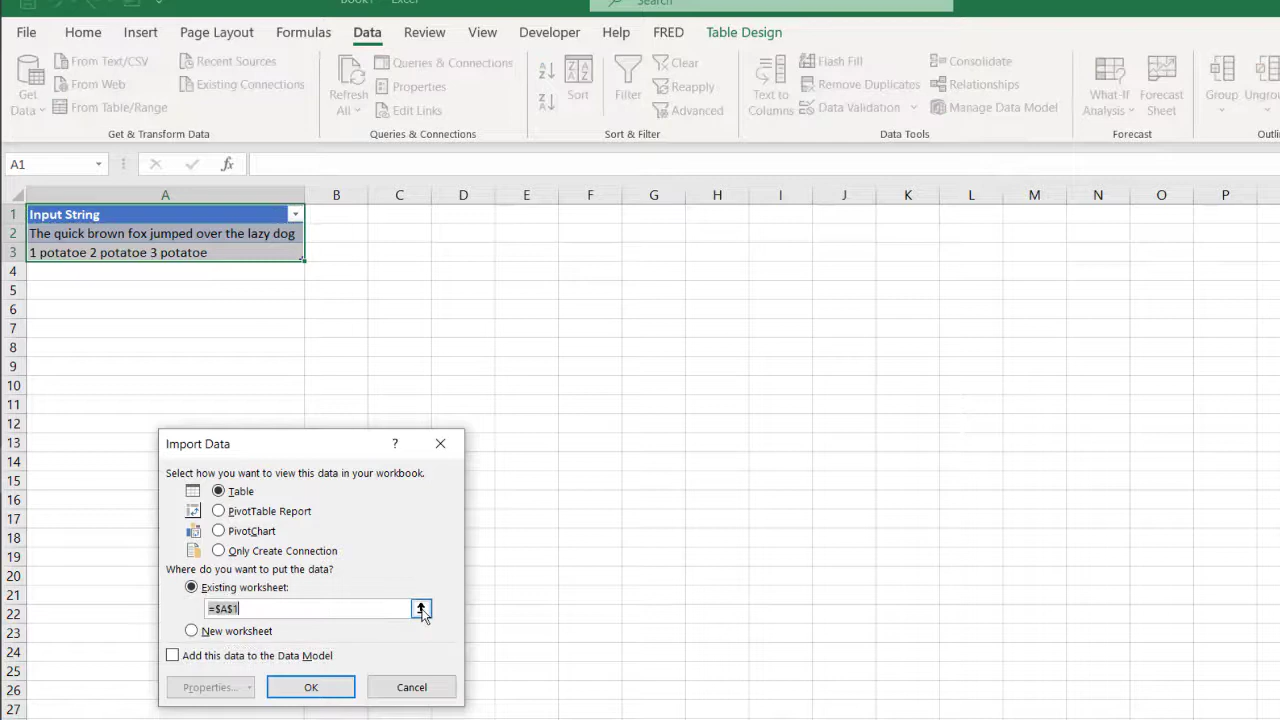 Book1 - Excel
Search
File Home Insert Page Layout Formulas Data Review View Developer Help FRED Table Design
Get Data
From Text/CSV
From Web
From Table/Range
Recent Sources
Existing Connections
Get & Transform Data
Refresh All
Queries & Connections
Properties
Edit Links
Queries & Connections
Sort
Filter
Clear
Reapply
Advanced
Sort & Filter
Text to Columns
Flash Fill
Remove Duplicates
Data Validation
Consolidate
Relationships
Manage Data Model
Data Tools
What-If Analysis
Forecast Sheet
Forecast
Group
A1
fx
A B C D E F G H I J K L M N O P
1 Input String
2 The quick brown fox jumped over the lazy dog
3 1 potatoe 2 potatoe 3 potatoe
4
5
6
7
8
9
10
11
12
13
14
15
16
17
18
19
20
21
22
23
24
25
26
27
Import Data ?
Select how you want to view this data in your workbook.
Table
PivotTable Report
PivotChart
Only Create Connection
Where do you want to put the data?
Existing worksheet:
=$A$1
New worksheet
Add this data to the Data Model
Properties...
OK
Cancel